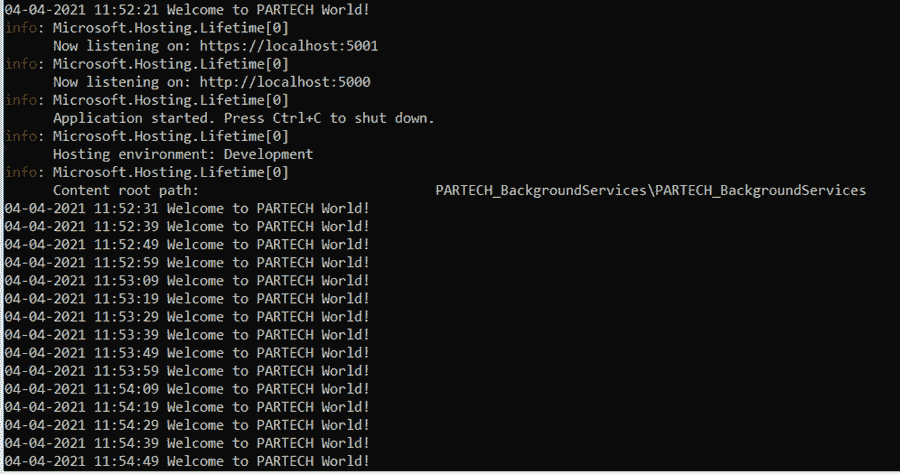 04-04-2021 11:52:21 Welcome to PARTECH World!
info: Microsoft.Hosting.Lifetime[0]
Now listening on: https://localhost:5001
info: Microsoft.Hosting.Lifetime[0]
Now listening on: http://localhost:5000
info: Microsoft.Hosting.Lifetime[0]
Application started. Press Ctrl+C to shut down.
info: Microsoft.Hosting.Lifetime[0]
Hosting environment: Development
info: Microsoft.Hosting.Lifetime[0]
Content root path: PARTECH_BackgroundServices\PARTECH_BackgroundServices
04-04-2021 11:52:31 Welcome to PARTECH World!
04-04-2021 11:52:39 Welcome to PARTECH World!
04-04-2021 11:52:49 Welcome to PARTECH World!
04-04-2021 11:52:59 Welcome to PARTECH World!
04-04-2021 11:53:09 Welcome to PARTECH World!
04-04-2021 11:53:19 Welcome to PARTECH World!
04-04-2021 11:53:29 Welcome to PARTECH World!
04-04-2021 11:53:39 Welcome to PARTECH World!
04-04-2021 11:53:49 Welcome to PARTECH World!
04-04-2021 11:53:59 Welcome to PARTECH World!
04-04-2021 11:54:09 Welcome to PARTECH World!
04-04-2021 11:54:19 Welcome to PARTECH World!
04-04-2021 11:54:29 Welcome to PARTECH World!
04-04-2021 11:54:39 Welcome to PARTECH World!
04-04-2021 11:54:49 Welcome to PARTECH World!